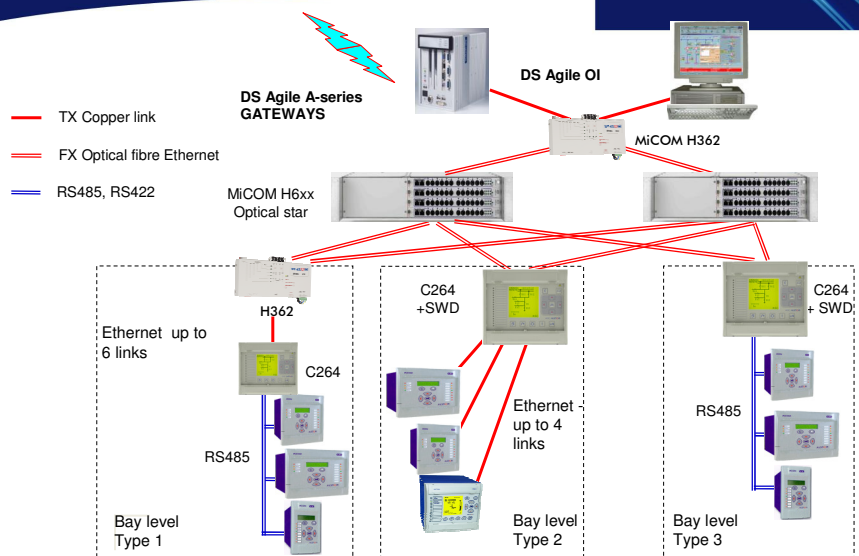 DS Agile OI
DS Agile A-series
GATEWAYS
TX Copper link
MiCOM H362
FX Optical fibre Ethernet
RS485, RS422
MiCOM H6xx
Optical star
H362
C264
+SWD
C264
+ SWD
Ethernet up to
6 links
C264
Ethernet -
up to 4
links
RS485
RS485
Bay level
Type 1
Bay level
Type 2
Bay level
Type 3